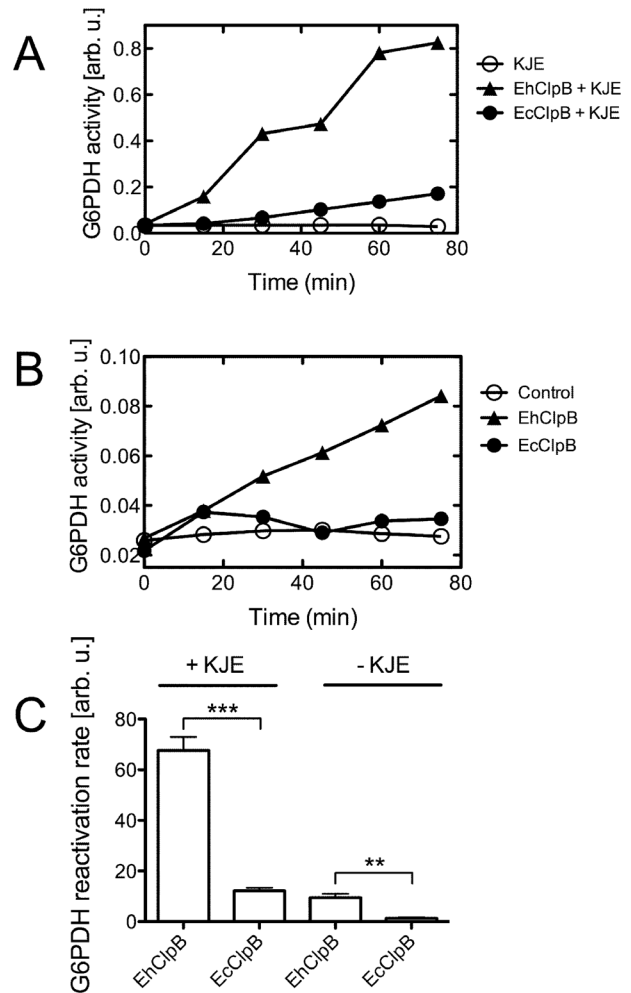 A
G6PDH activity [arb. u.]
0.8
0.6
0.4
0.2
0.0
0
20
40
60
80
Time (min)
KJE
EhClpB + KJE
EcClpB + KJE
B
G6PDH activity [arb. u.]
0.10
0.08
0.06
0.04
0.02
0
20
40
60
80
Time (min)
Control
EhClpB
EcClpB
C
G6PDH reactivation rate [arb. u.]
+ KJE
- KJE
***
**
80
60
40
20
0
EhClpB
EcClpB
EhClpB
EcClpB